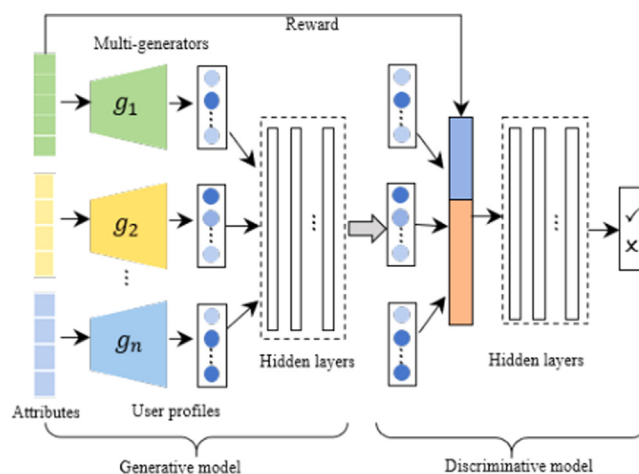 Reward
Multi-generators
g1
g2
gn
Hidden layers
Hidden layers
Attributes
User profiles
Generative model
Discriminative model